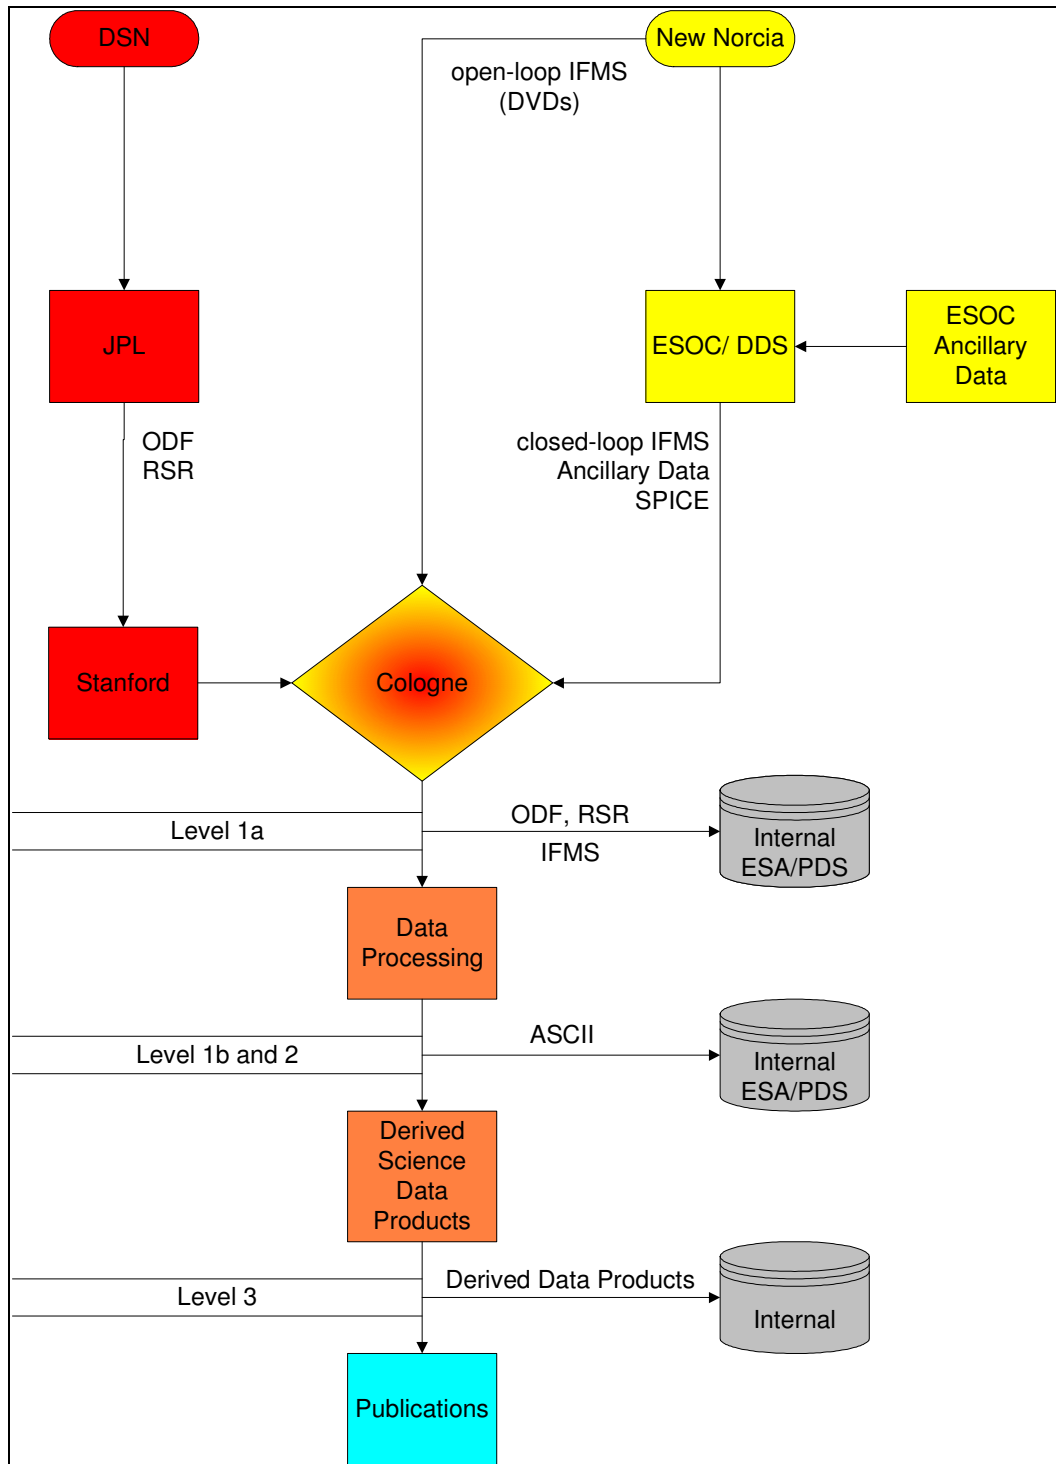 DSN
New Norcia
open-loop IFMS
(DVDs)
JPL
ESOC/ DDS
ESOC
Ancillary
Data
ODF
RSR
closed-loop IFMS
Ancillary Data
SPICE
Stanford
Cologne
Level 1a
ODF, RSR
IFMS
Internal
ESA/PDS
Data
Processing
Level 1b and 2
ASCII
Internal
ESA/PDS
Derived
Science
Data
Products
Level 3
Derived Data Products
Internal
Publications